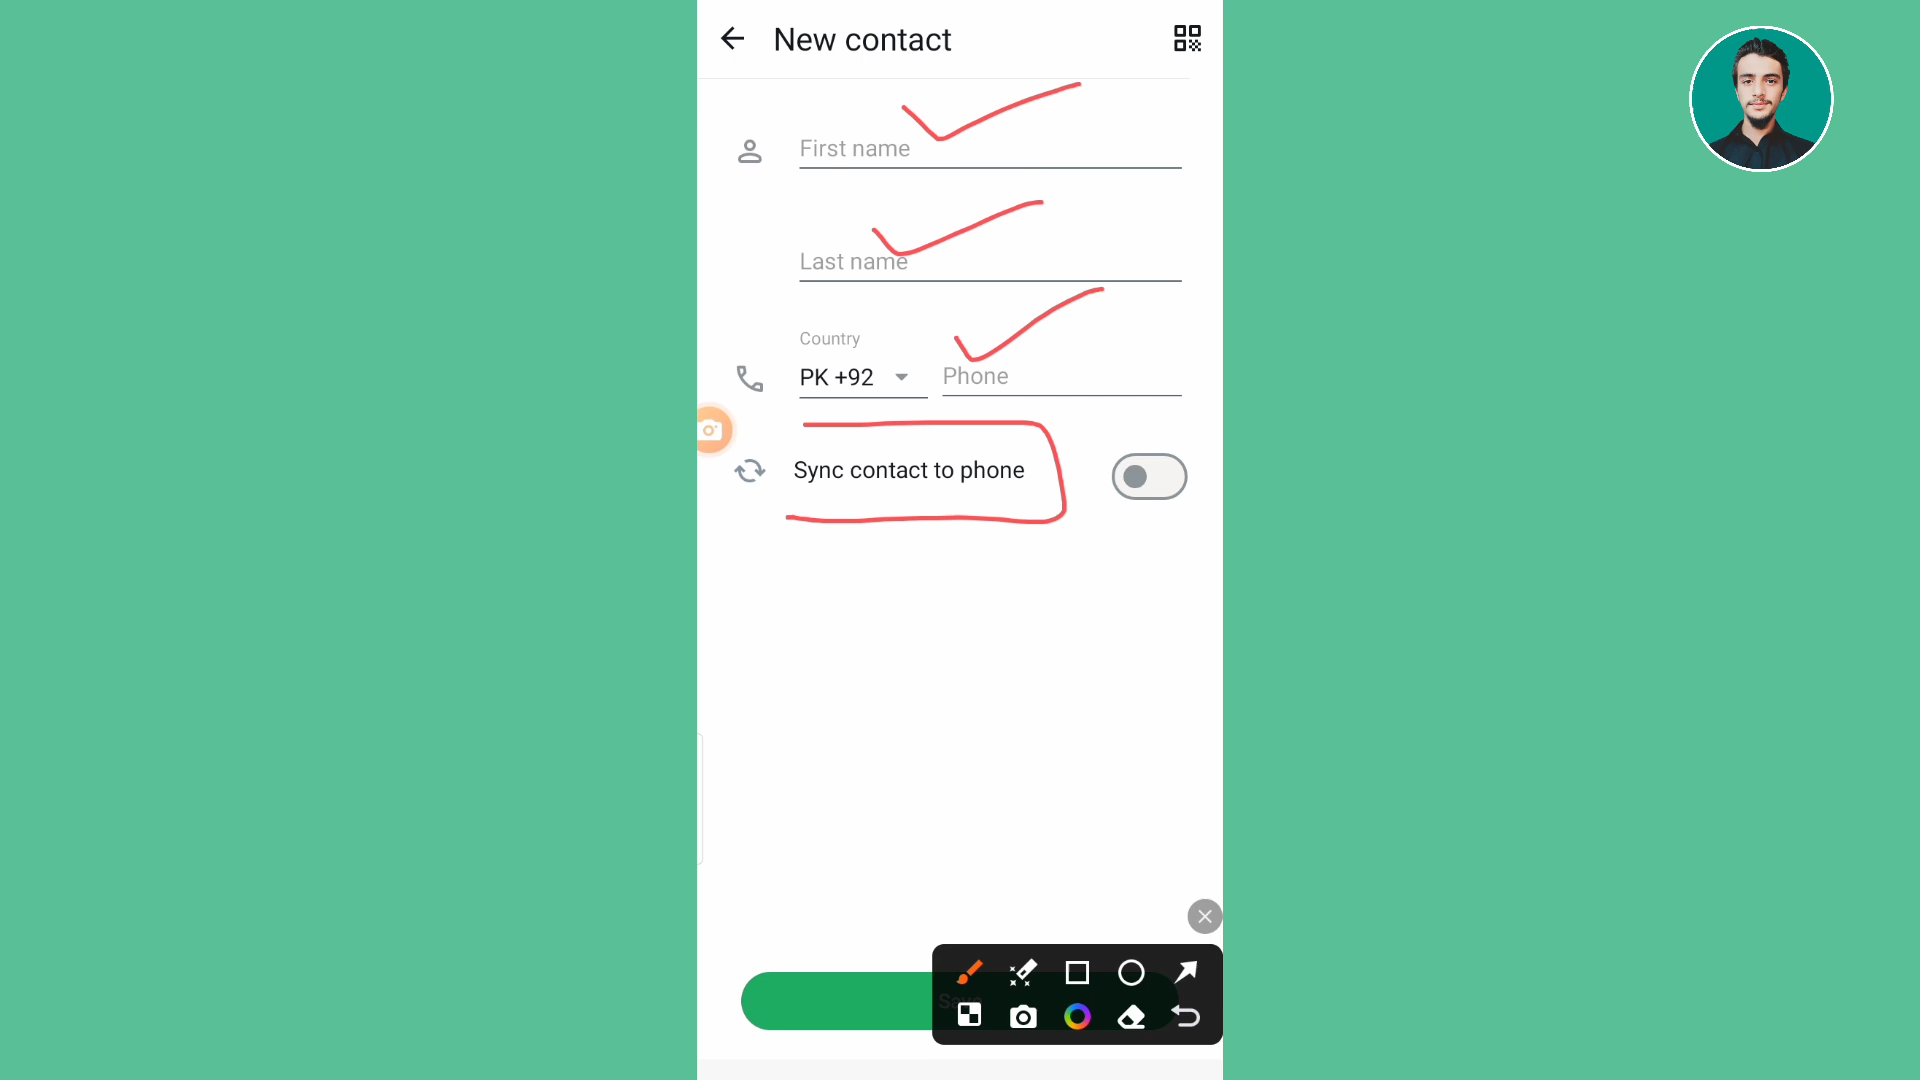 New contact
First name
Last name
Country
PK +92
Phone
Sync contact to phone